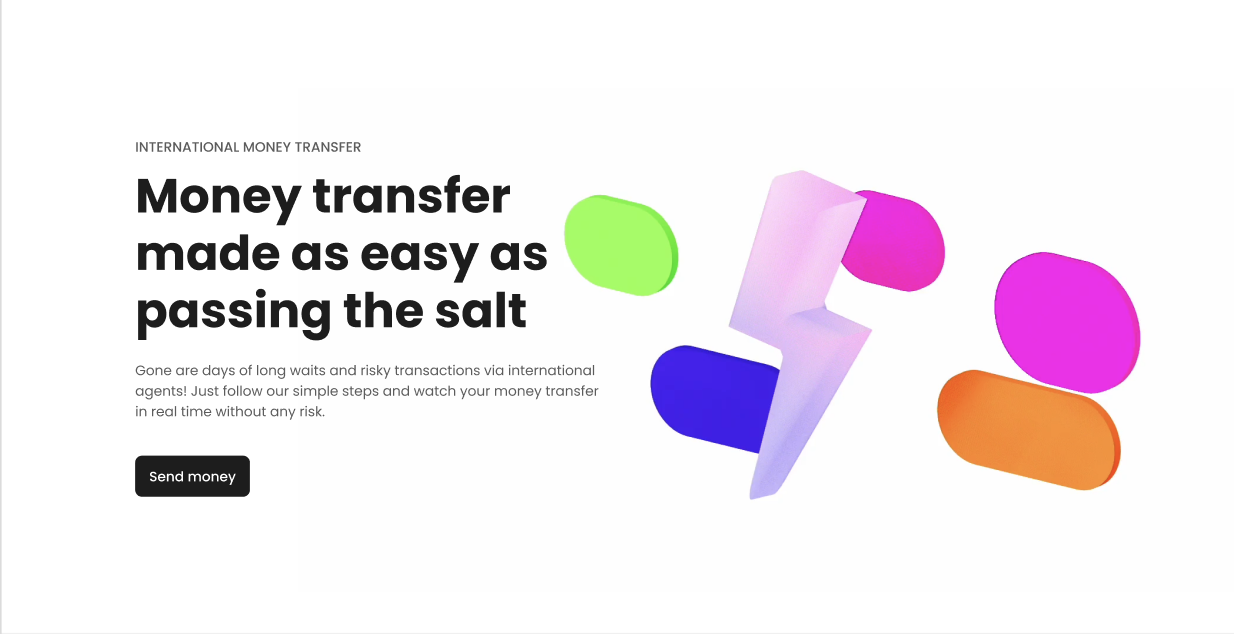 INTERNATIONAL MONEY TRANSFER
Money transfer
made as easy as
passing the salt
Gone are days of long waits and risky transactions via international
agents! Just follow our simple steps and watch your money transfer
in real time without any risk.
Send money